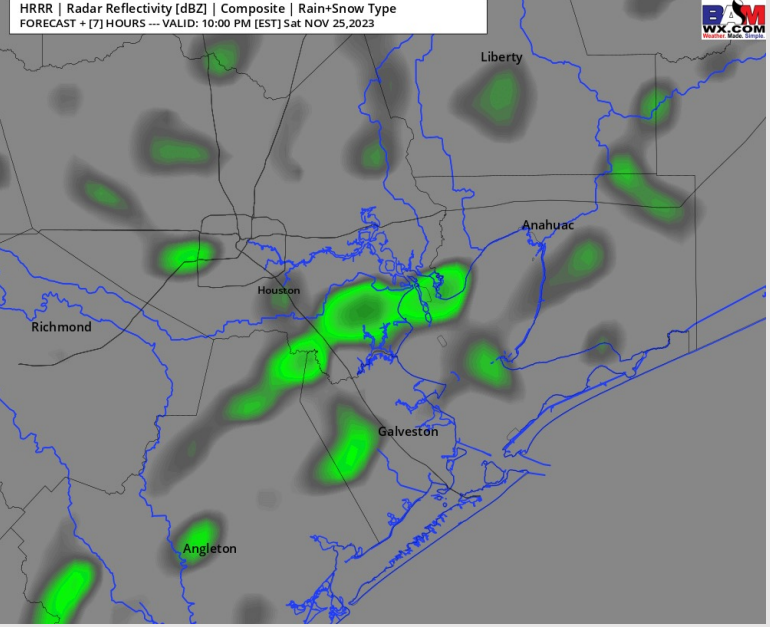 HRRR | Radar Reflectivity [dBZ] | Composite | Rain+Snow Type
FORECAST + [7] HOURS --- VALID: 10:00 PM [EST] Sat NOV 25,2023
BAM
Weather. Made. Simple.
WX.COM
Liberty
Anahuac
Houston
Richmond
Galveston
Angleton